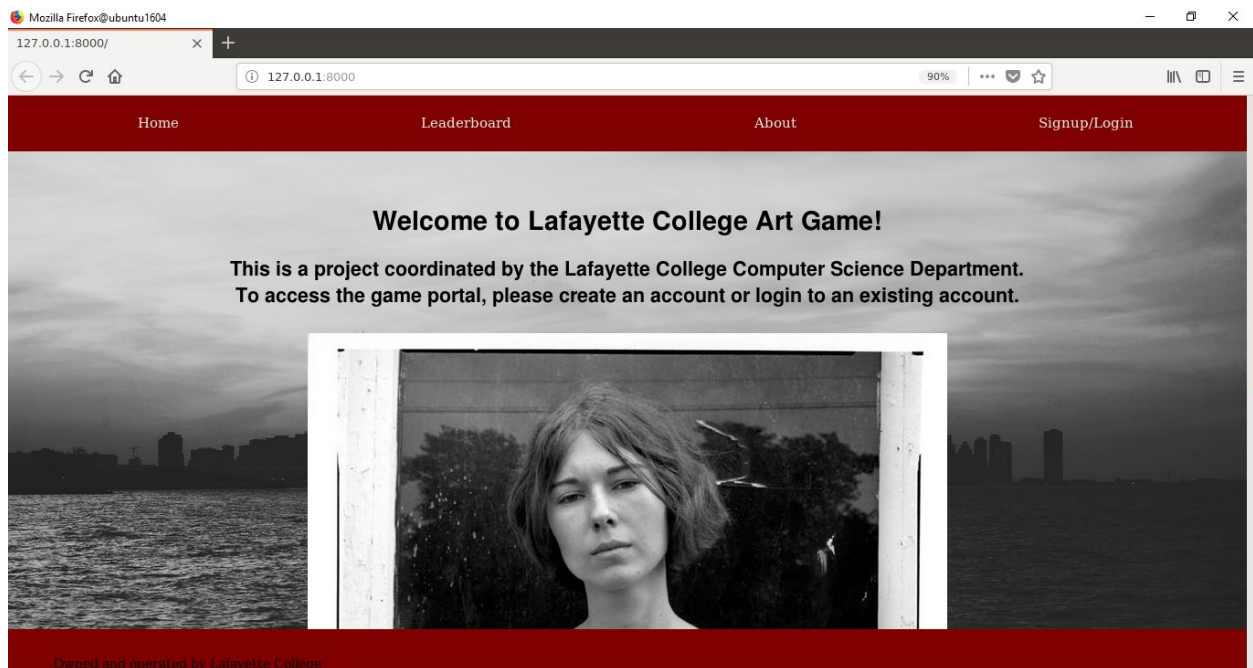 Mozilla Firefox@ubuntu1604
127.0.0.1:8000/
127.0.0.1:8000
90%
Home Leaderboard About Signup/Login
Welcome to Lafayette College Art Game!
This is a project coordinated by the Lafayette College Computer Science Department.
To access the game portal, please create an account or login to an existing account.
Owned and operated by Lafayette College